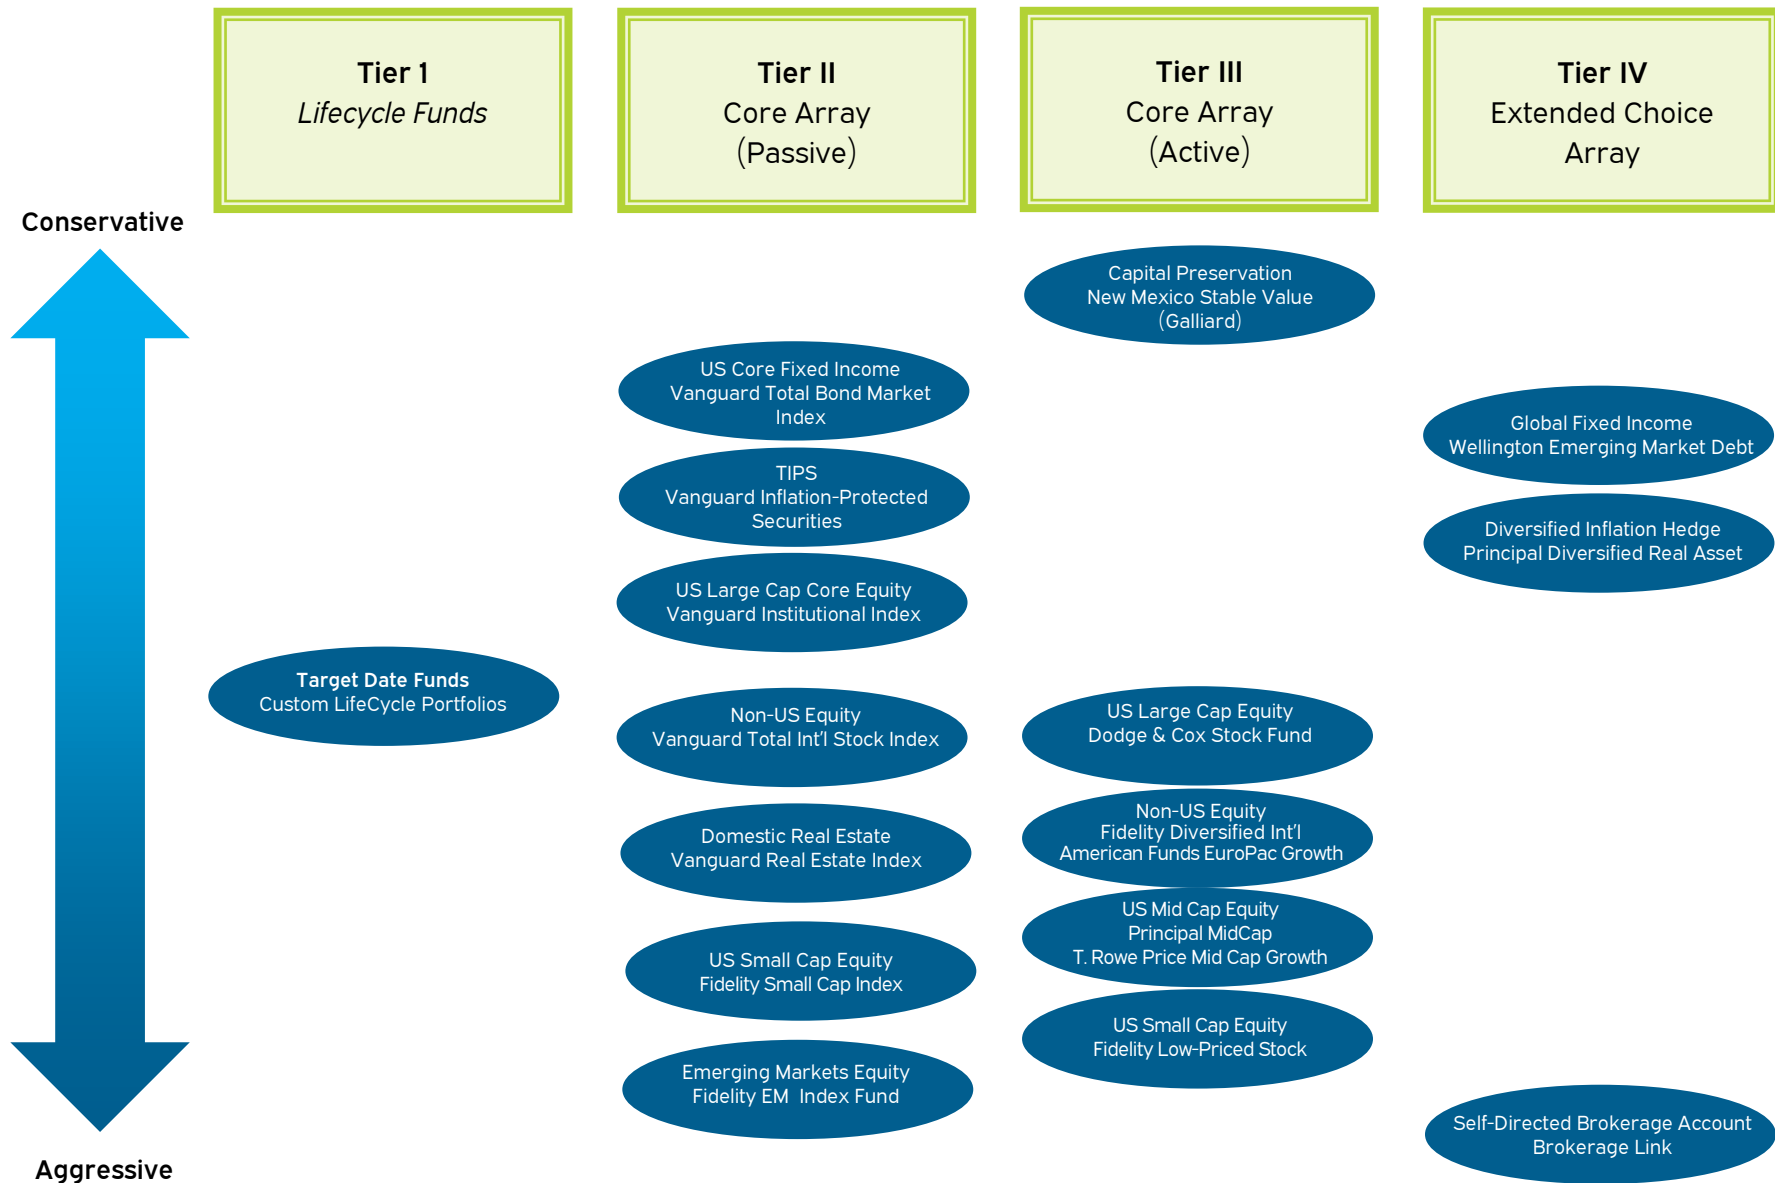 Tier 1
Lifecycle Funds
Tier II
Core Array
(Passive)
Tier III
Core Array
(Active)
Tier IV
Extended Choice
Array
Conservative
Aggressive
Target Date Funds
Custom LifeCycle Portfolios
US Core Fixed Income
Vanguard Total Bond Market
Index
TIPS
Vanguard Inflation-Protected
Securities
US Large Cap Core Equity
Vanguard Institutional Index
Non-US Equity
Vanguard Total Int'l Stock Index
Domestic Real Estate
Vanguard Real Estate Index
US Small Cap Equity
Fidelity Small Cap Index
Emerging Markets Equity
Fidelity EM Index Fund
Capital Preservation
New Mexico Stable Value
(Galliard)
US Large Cap Equity
Dodge & Cox Stock Fund
Non-US Equity
Fidelity Diversified Int'l
American Funds EuroPac Growth
US Mid Cap Equity
Principal MidCap
T. Rowe Price Mid Cap Growth
US Small Cap Equity
Fidelity Low-Priced Stock
Global Fixed Income
Wellington Emerging Market Debt
Diversified Inflation Hedge
Principal Diversified Real Asset
Self-Directed Brokerage Account
Brokerage Link